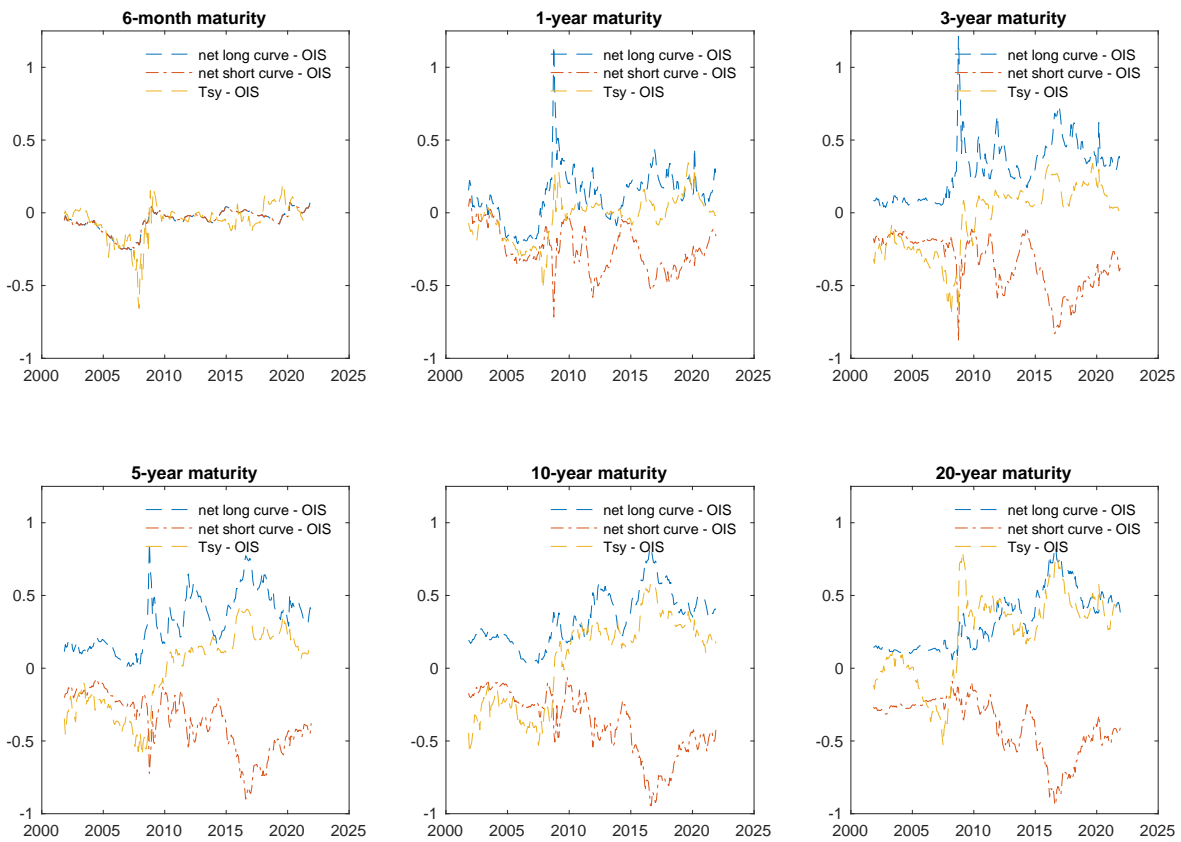 6-month maturity
net long curve - OIS
net short curve - OIS
Tsy - OIS
1
0.5
0
-0.5
-1
2000 2005 2010 2015 2020 2025
1-year maturity
net long curve - OIS
net short curve - OIS
Tsy - OIS
1
0.5
0
-0.5
-1
2000 2005 2010 2015 2020 2025
3-year maturity
net long curve - OIS
net short curve - OIS
Tsy - OIS
1
0.5
0
-0.5
-1
2000 2005 2010 2015 2020 2025
5-year maturity
net long curve - OIS
net short curve - OIS
Tsy - OIS
1
0.5
0
-0.5
-1
2000 2005 2010 2015 2020 2025
10-year maturity
net long curve - OIS
net short curve - OIS
Tsy - OIS
1
0.5
0
-0.5
-1
2000 2005 2010 2015 2020 2025
20-year maturity
net long curve - OIS
net short curve - OIS
Tsy - OIS
1
0.5
0
-0.5
-1
2000 2005 2010 2015 2020 2025